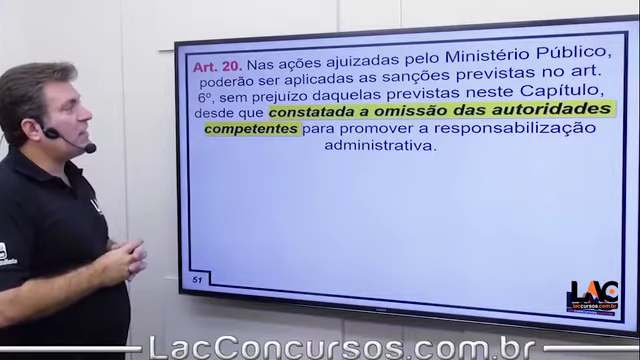 Art. 20. Nas ações ajuizadas pelo Ministério Público,
poderão ser aplicadas as sanções previstas no art.
6º, sem prejuízo daquelas previstas neste Capítulo,
desde que constatada a omissão das autoridades
competentes para promover a responsabilização
administrativa.
51
LAC
laccursos.com.br
LacConcursos.com.br